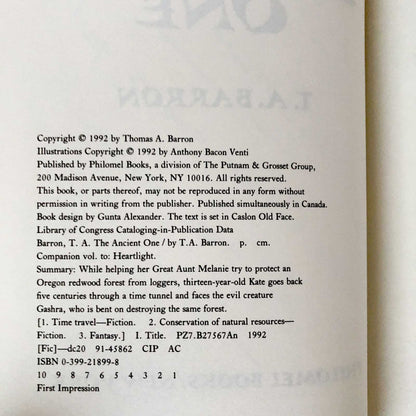 ONE
T. A. BARRON
Copyright © 1992 by Thomas A. Barron
Illustrations Copyright © 1992 by Anthony Bacon Venti
Published by Philomel Books, a division of The Putnam & Grosset Group,
200 Madison Avenue, New York, NY 10016. All rights reserved.
This book, or parts thereof, may not be reproduced in any form without
permission in writing from the publisher. Published simultaneously in Canada.
Book design by Gunta Alexander. The text is set in Caslon Old Face.
Library of Congress Cataloging-in-Publication Data
Barron, T. A. The Ancient One / by T.A. Barron. p. cm.
Companion vol. to: Heartlight.
Summary: While helping her Great Aunt Melanie try to protect an
Oregon redwood forest from loggers, thirteen-year-old Kate goes back
five centuries through a time tunnel and faces the evil creature
Gashra, who is bent on destroying the same forest.
[1. Time travel—Fiction. 2. Conservation of natural resources—
Fiction. 3. Fantasy.] I. Title. PZ7.B27567An 1992
[Fic]—dc20 91-45862 CIP AC
ISBN 0-399-21899-8
10 9 8 7 6 5 4 3 2 1
First Impression